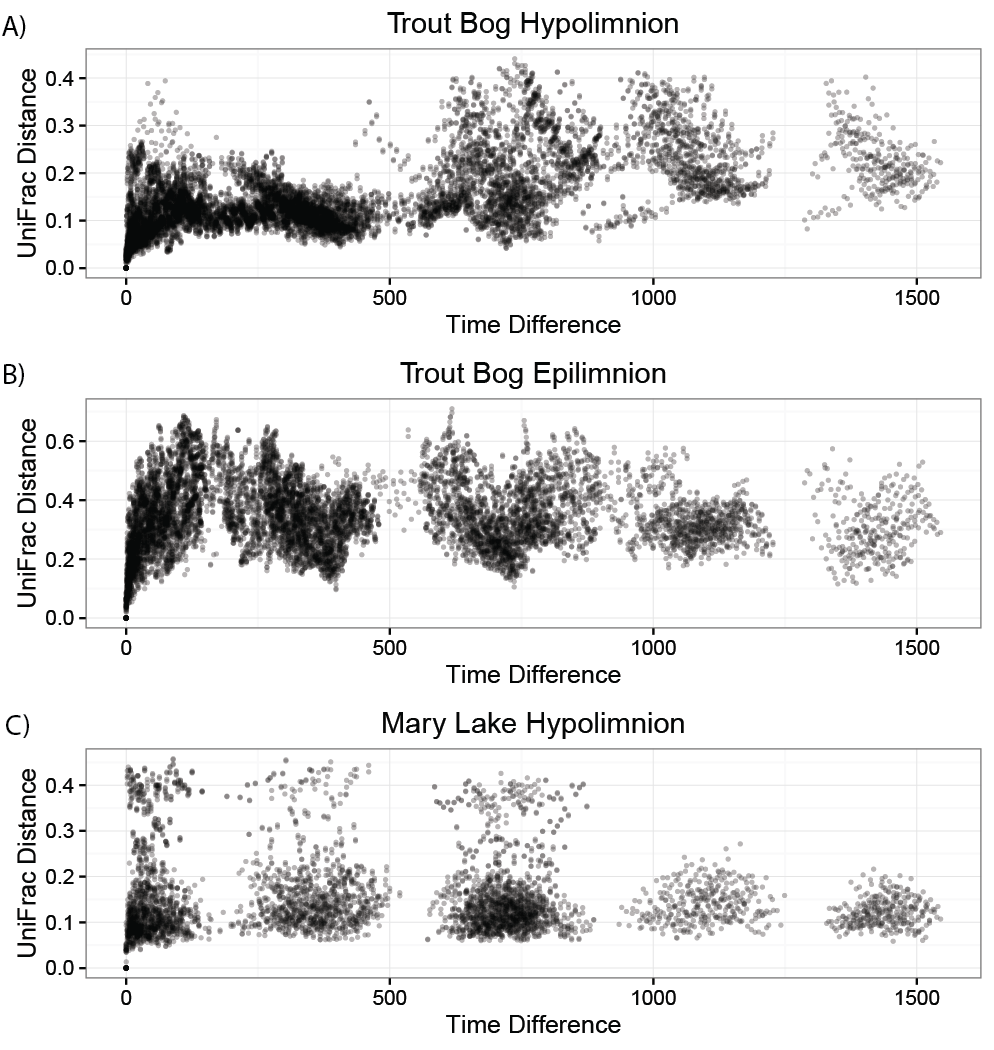 A)
Trout Bog Hypolimnion
UniFrac Distance
0.4
0.3
0.2
0.1
0.0
0 500 1000 1500
Time Difference
B)
Trout Bog Epilimnion
UniFrac Distance
0.6
0.4
0.2
0.0
0 500 1000 1500
Time Difference
C)
Mary Lake Hypolimnion
UniFrac Distance
0.4
0.3
0.2
0.1
0.0
0 500 1000 1500
Time Difference